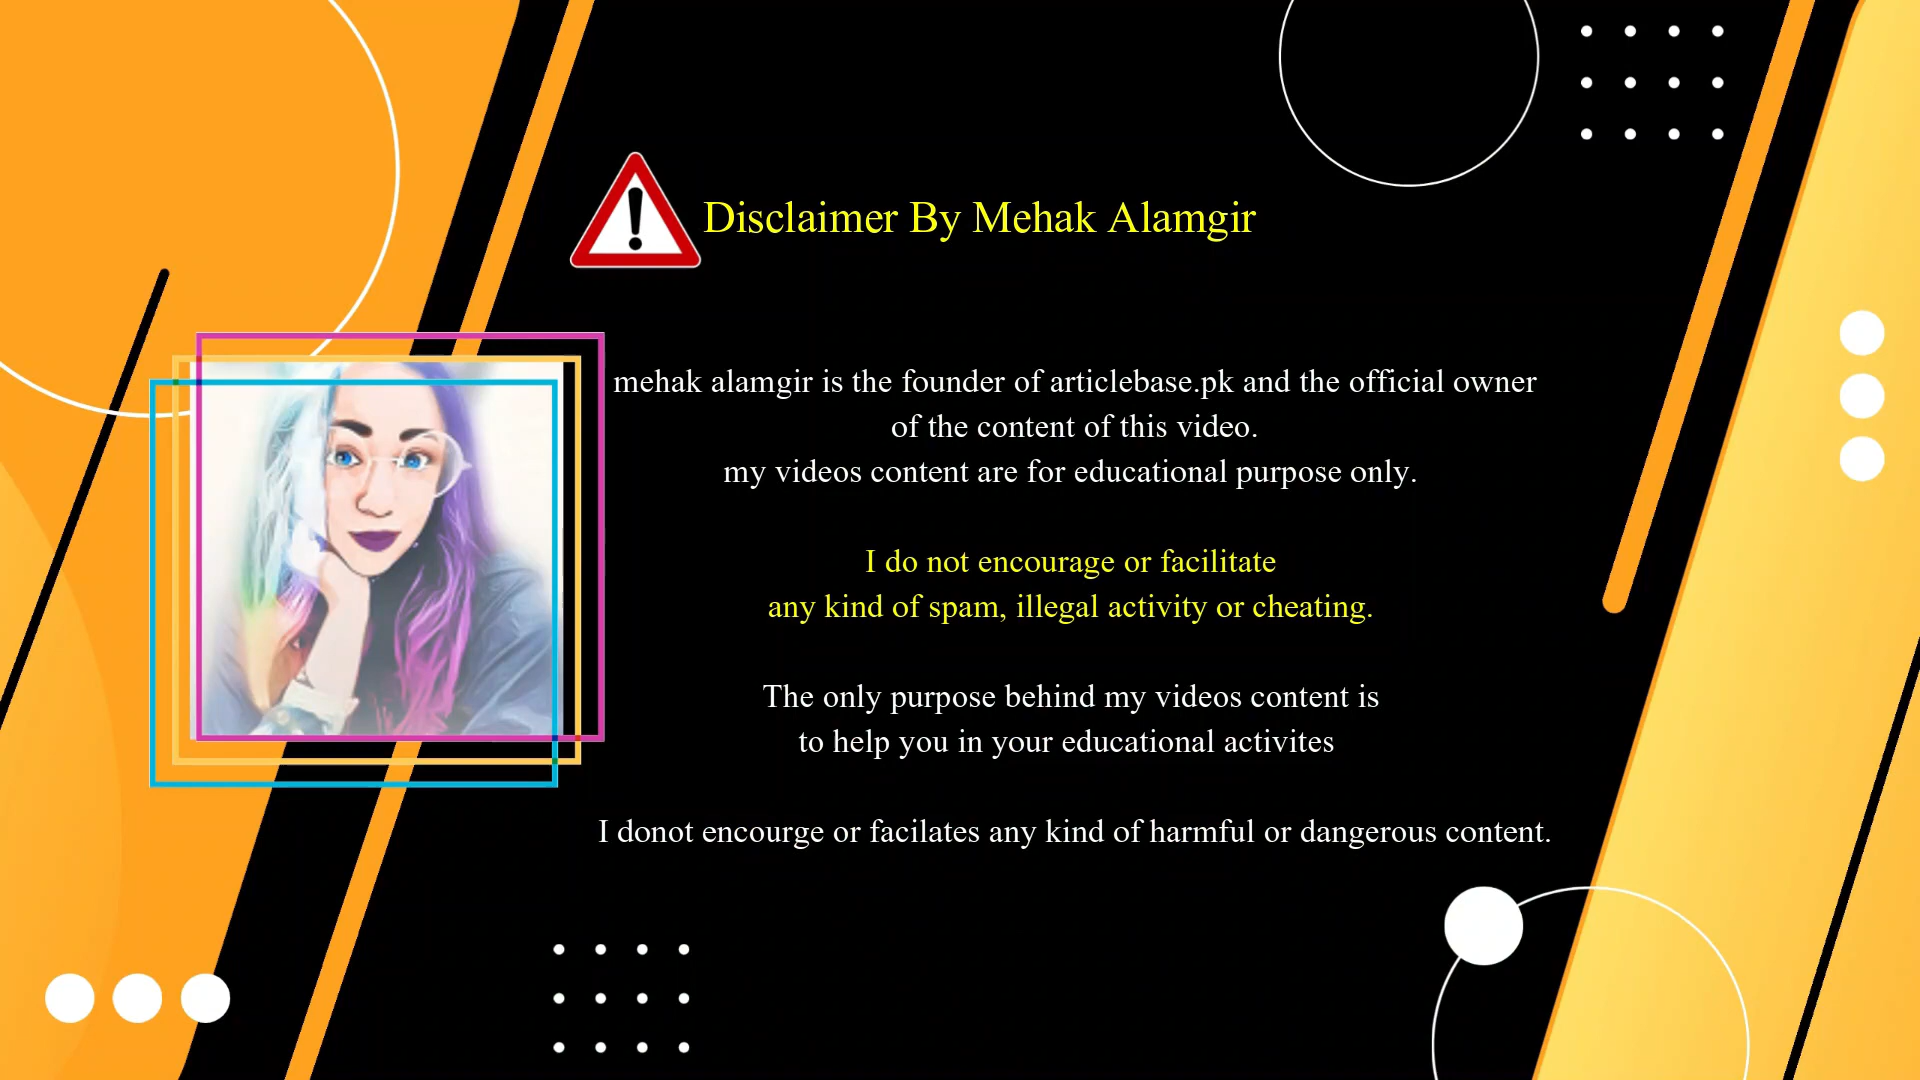 Disclaimer By Mehak Alamgir
mehak alamgir is the founder of articlebase.pk and the official owner
of the content of this video.
my videos content are for educational purpose only.
I do not encourage or facilitate
any kind of spam, illegal activity or cheating.
The only purpose behind my videos content is
to help you in your educational activites
I donot encourge or facilates any kind of harmful or dangerous content.